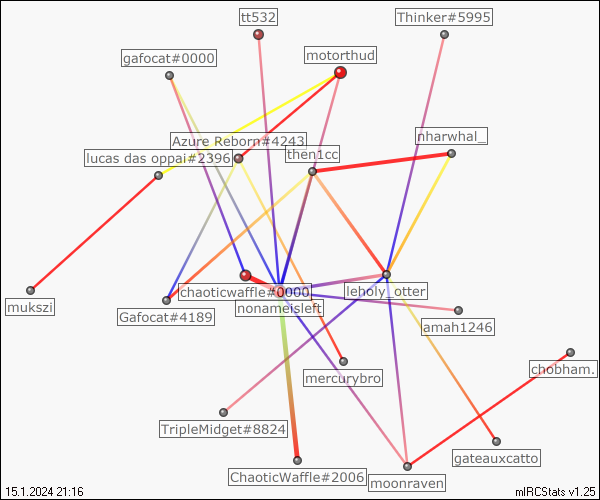 tt532
Thinker#5995
gafocat#0000
motorthud
Azure Reborn#4243
nharwhal_
lucas das oppai#2396
then1cc
chaoticwaffle#0000
leholy_otter
mukszi
Gafocat#4189
nonameisleft
amah1246
chobham.
mercurybro
TripleMidget#8824
gateauxcatto
ChaoticWaffle#2006
moonraven
15.1.2024 21:16
mIRCStats v1.25